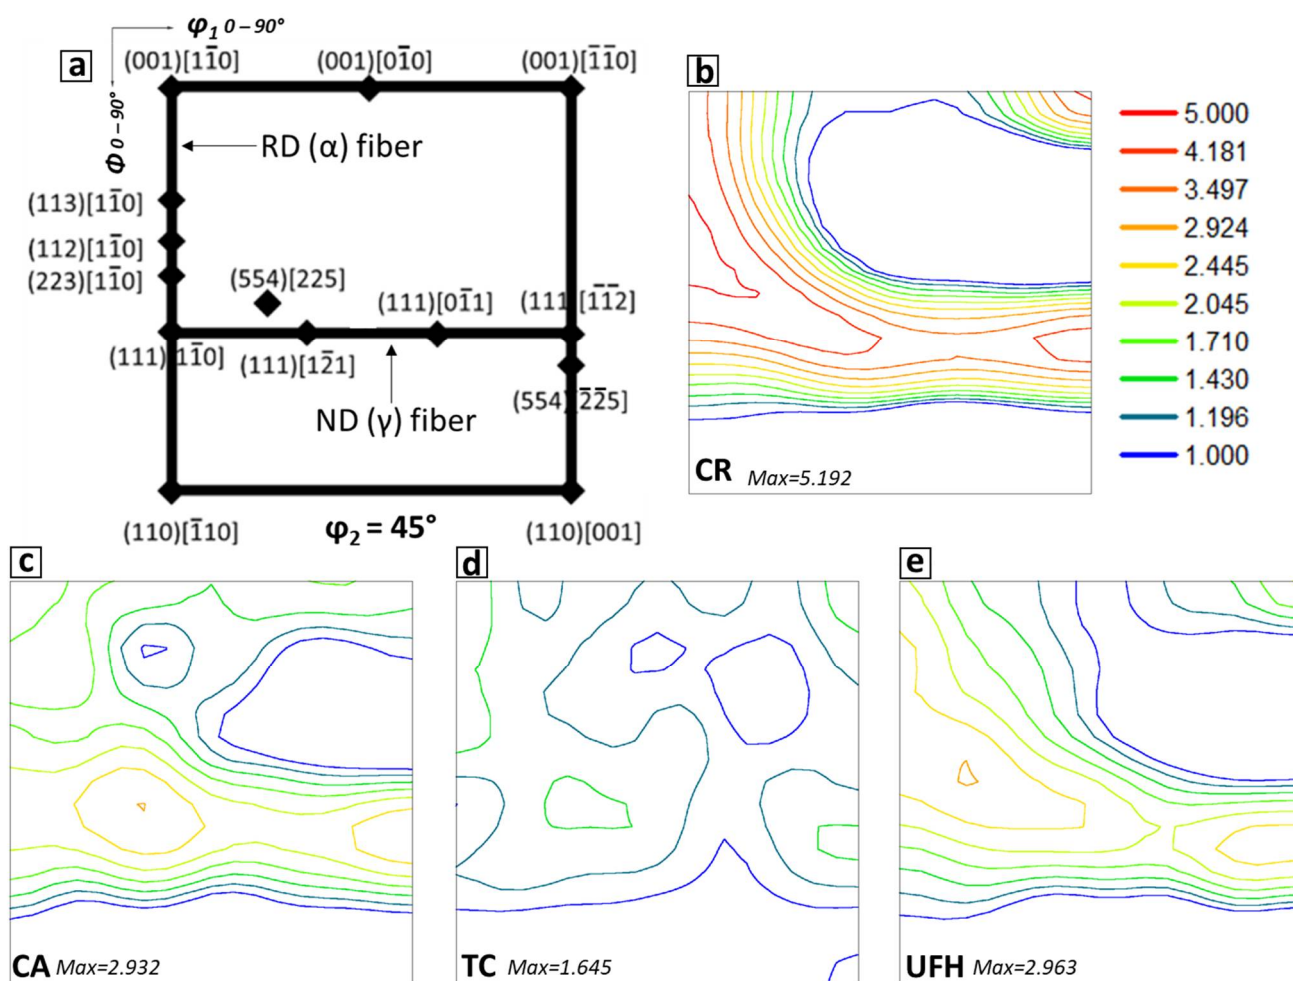 φ₁ 0 – 90°
a
(001)[11̅0]
(001)[01̅0]
(001)[1̅1̅0]
Φ 0 – 90°
RD (α) fiber
(113)[11̅0]
(112)[11̅0]
(223)[11̅0]
(554)[225]
(111)[01̅1]
(111)[1̅1̅2]
(111)[11̅0]
(111)[12̅1]
(554)[2̅2̅5]
ND (γ) fiber
(110)[1̅10]
φ₂ = 45°
(110)[001]
b
CR Max=5.192
5.000
4.181
3.497
2.924
2.445
2.045
1.710
1.430
1.196
1.000
c
CA Max=2.932
d
TC Max=1.645
e
UFH Max=2.963